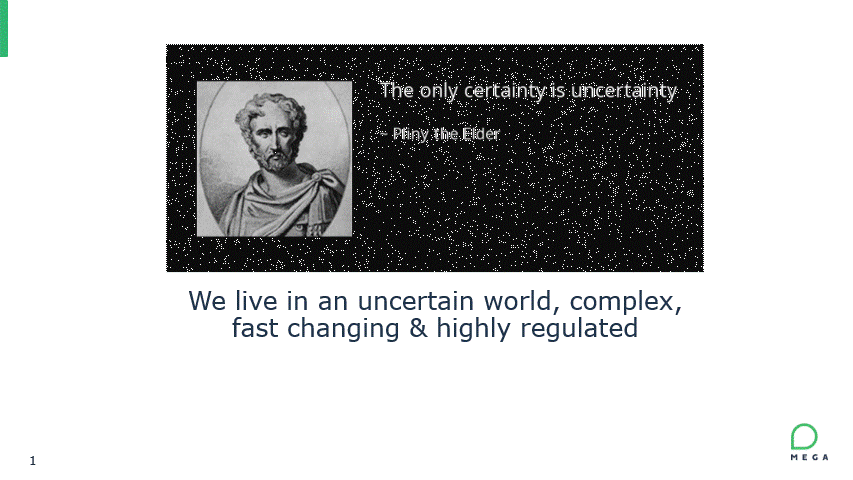 The only certainty is uncertainty
– Pliny The Elder
We live in an uncertain world, complex,
fast changing & highly regulated
1
MEGA